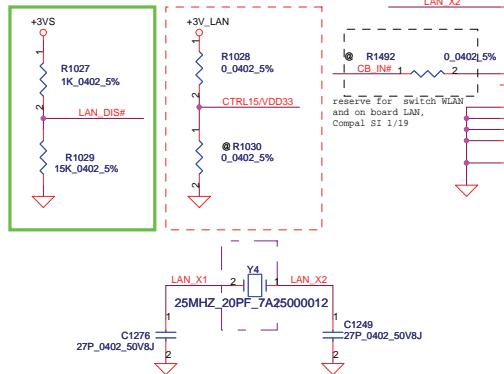 LAN_X2
+3VS
1
R1027
1K_0402_5%
2
LAN_DIS#
R1029
15K_0402_5%
+3V_LAN
1
R1028
0_0402_5%
2
CTRL15/VDD33
1
@ R1030
0_0402_5%
2
@ R1492 0_0402_5%
CB_IN# 1 2
reserve for switch WLAN
and on board LAN,
Compal SI 1/19
Y4
LAN_X1 2 1 LAN_X2
25MHZ_20PF_7A25000012
1
C1276
27P_0402_50V8J
2
1
C1249
27P_0402_50V8J
2